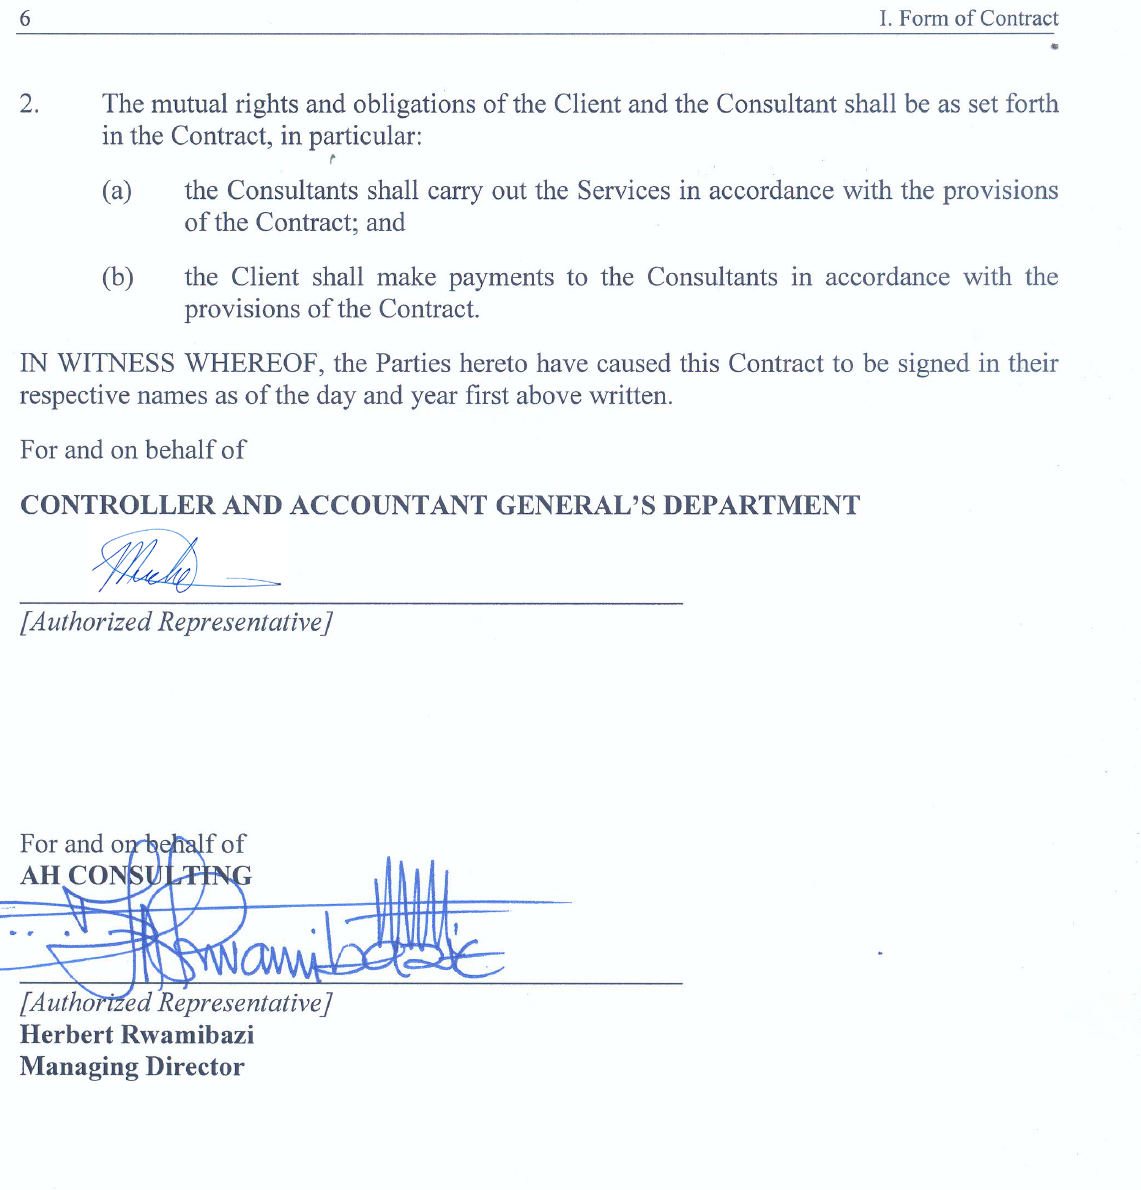 6 I. Form of Contract
2. The mutual rights and obligations of the Client and the Consultant shall be as set forth
in the Contract, in particular:
(a) the Consultants shall carry out the Services in accordance with the provisions
of the Contract; and
(b) the Client shall make payments to the Consultants in accordance with the
provisions of the Contract.
IN WITNESS WHEREOF, the Parties hereto have caused this Contract to be signed in their
respective names as of the day and year first above written.
For and on behalf of
CONTROLLER AND ACCOUNTANT GENERAL'S DEPARTMENT
[Authorized Representative]
For and on behalf of
AH CONSULTING
[Authorized Representative]
Herbert Rwamibazi
Managing Director